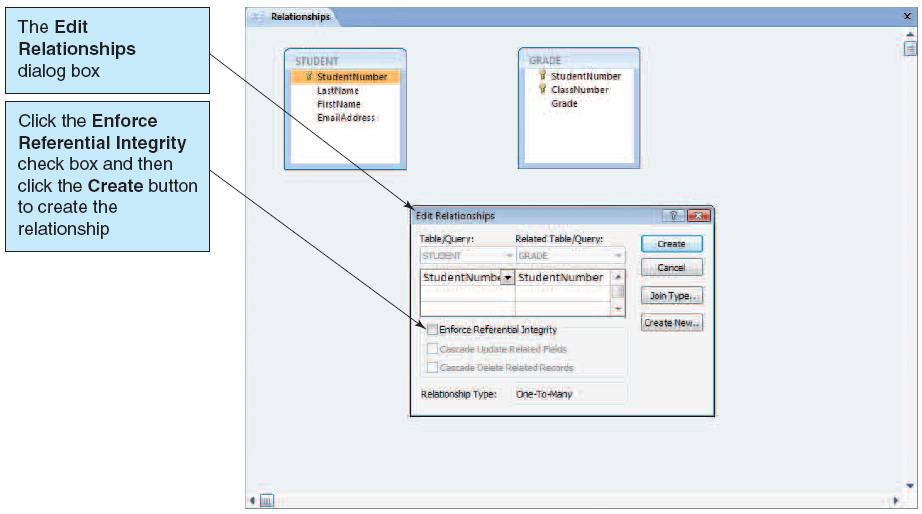 The Edit
Relationships
dialog box
Click the Enforce
Referential Integrity
check box and then
click the Create button
to create the
relationship
Relationships
STUDENT
StudentNumber
LastName
FirstName
EmailAddress
GRADE
StudentNumber
ClassNumber
Grade
Edit Relationships
Table/Query: Related Table/Query:
STUDENT GRADE
StudentNumbe StudentNumber
Enforce Referential Integrity
Cascade Update Related Fields
Cascade Delete Related Records
Relationship Type: One-To-Many
Create
Cancel
Join Type..
Create New..